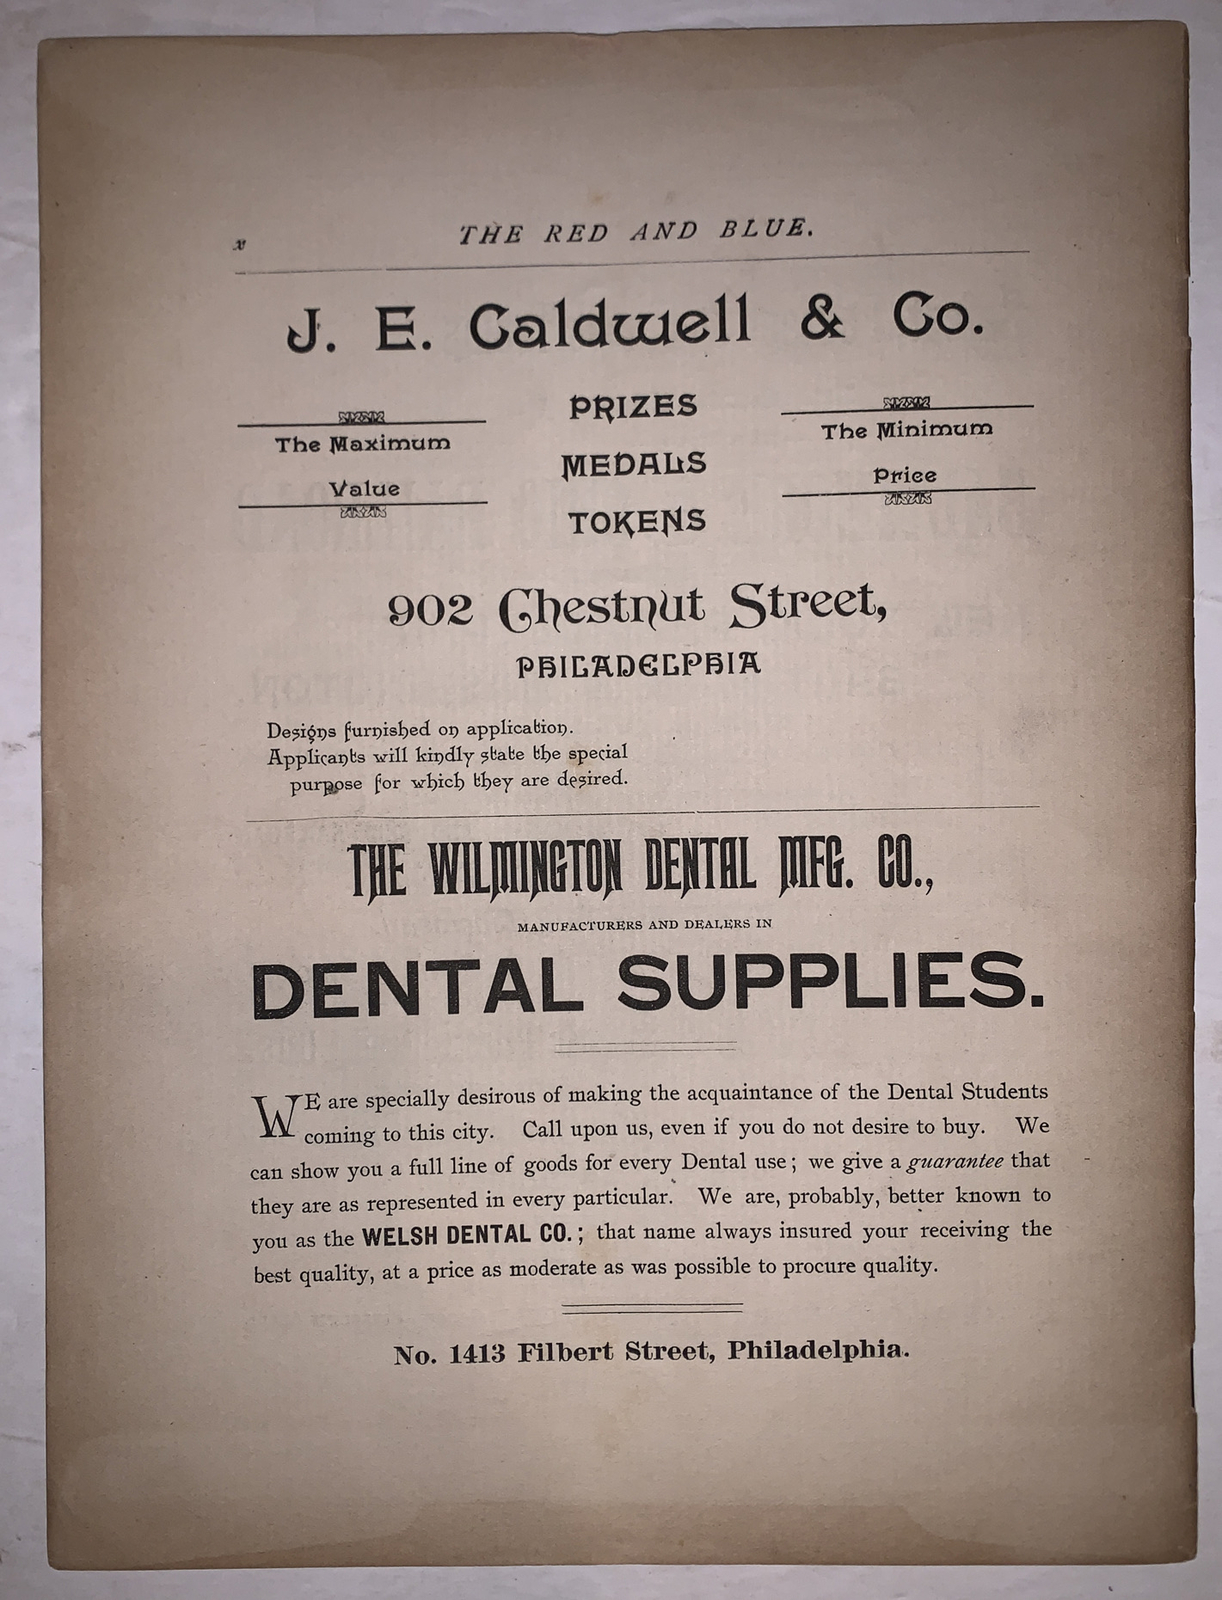 x
THE RED AND BLUE.
J. E. Caldwell & Co.
The Maximum
Value
PRIZES
MEDALS
TOKENS
The Minimum
Price
902 Chestnut Street,
PHILADELPHIA
Designs furnished on application.
Applicants will kindly state the special
purpose for which they are desired.
THE WILMINGTON DENTAL MFG. CO.,
MANUFACTURERS AND DEALERS IN
DENTAL SUPPLIES.
WE are specially desirous of making the acquaintance of the Dental Students
coming to this city. Call upon us, even if you do not desire to buy. We
can show you a full line of goods for every Dental use; we give a guarantee that
they are as represented in every particular. We are, probably, better known to
you as the WELSH DENTAL CO.; that name always insured your receiving the
best quality, at a price as moderate as was possible to procure quality.
No. 1413 Filbert Street, Philadelphia.